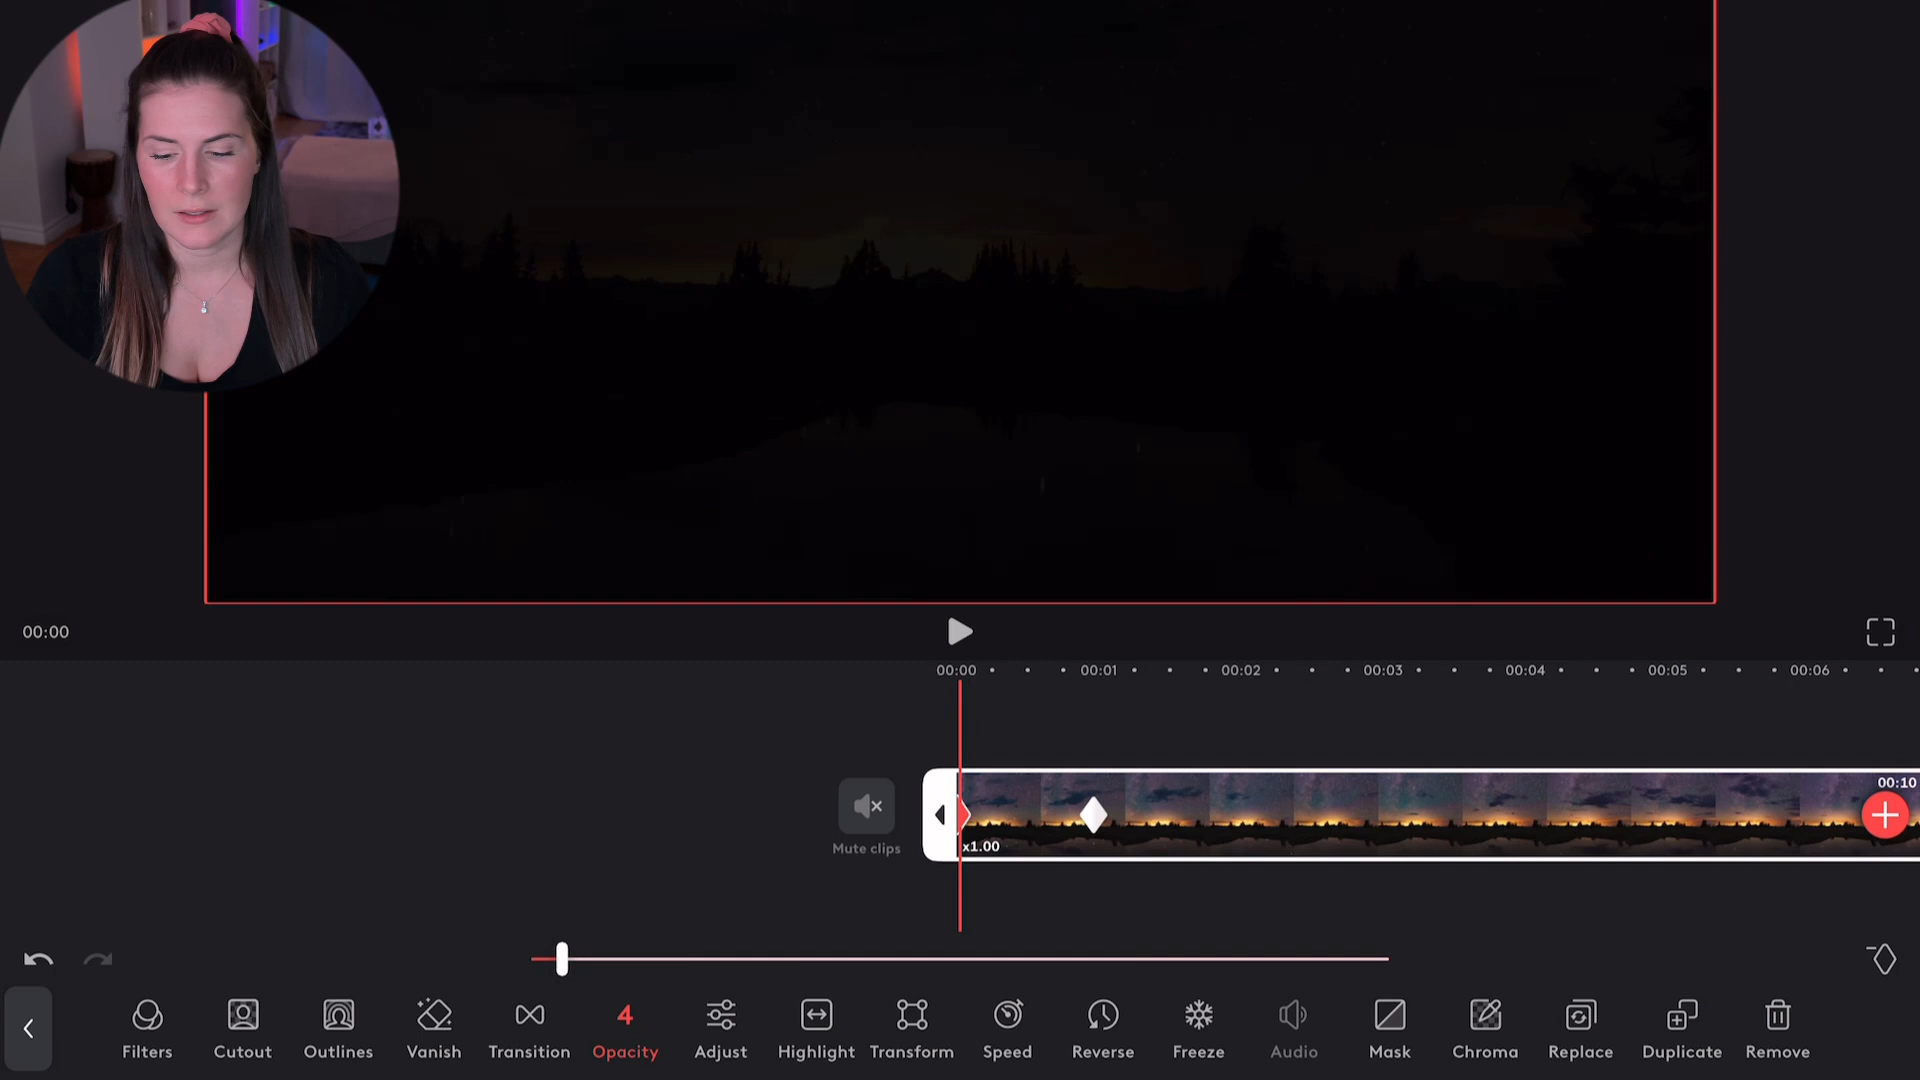 00:00
00:00 00:01 00:02 00:03 00:04 00:05 00:06
00:10
x1.00
Mute clips
4
Filters Cutout Outlines Vanish Transition Opacity Adjust Highlight Transform Speed Reverse Freeze Audio Mask Chroma Replace Duplicate Remove